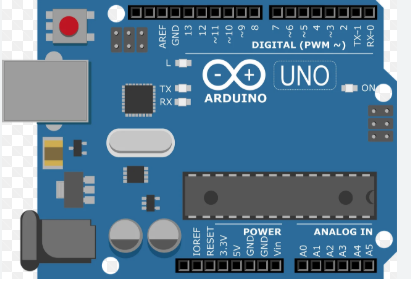 AREF
GND
13
12
~11
~10
~9
8
7
~6
~5
4
~3
2
TX-1
RX-0
DIGITAL (PWM ~)
L
TX
RX
ARDUINO
UNO
ON
POWER
ANALOG IN
IOREF
RESET
3.3V
5V
GND
GND
Vin
A0
A1
A2
A3
A4
A5